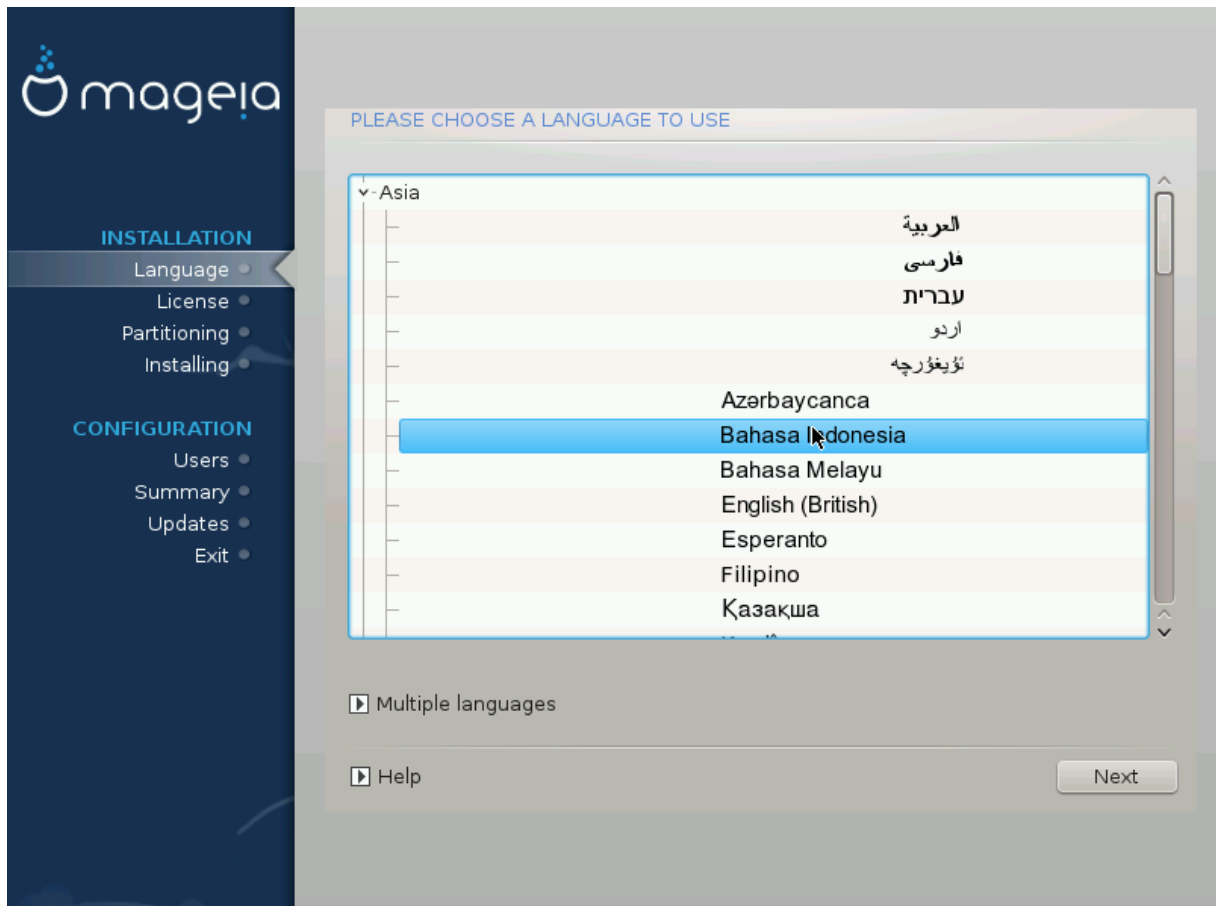 mageia
INSTALLATION
Language
License
Partitioning
Installing
CONFIGURATION
Users
Summary
Updates
Exit
PLEASE CHOOSE A LANGUAGE TO USE
Asia
العربية
فارسی
עברית
اردو
ئۇيغۇرچە
Azərbaycanca
Bahasa Indonesia
Bahasa Melayu
English (British)
Esperanto
Filipino
Қазақша
Multiple languages
Help
Next